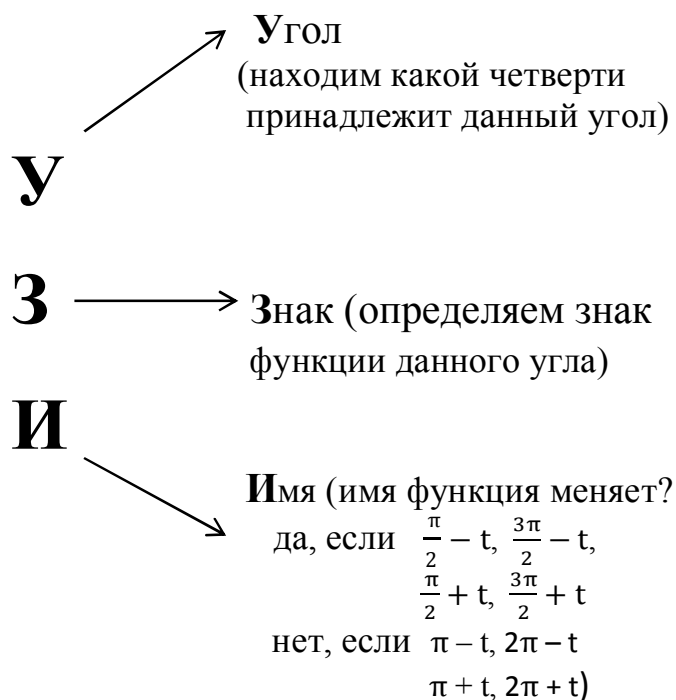 Угол
(находим какой четверти
принадлежит данный угол)
У
З
Знак (определяем знак
функции данного угла)
И
Имя (имя функция меняет?
да, если π/2 − t, 3π/2 − t,
π/2 + t, 3π/2 + t
нет, если π – t, 2π – t
π + t, 2π + t)